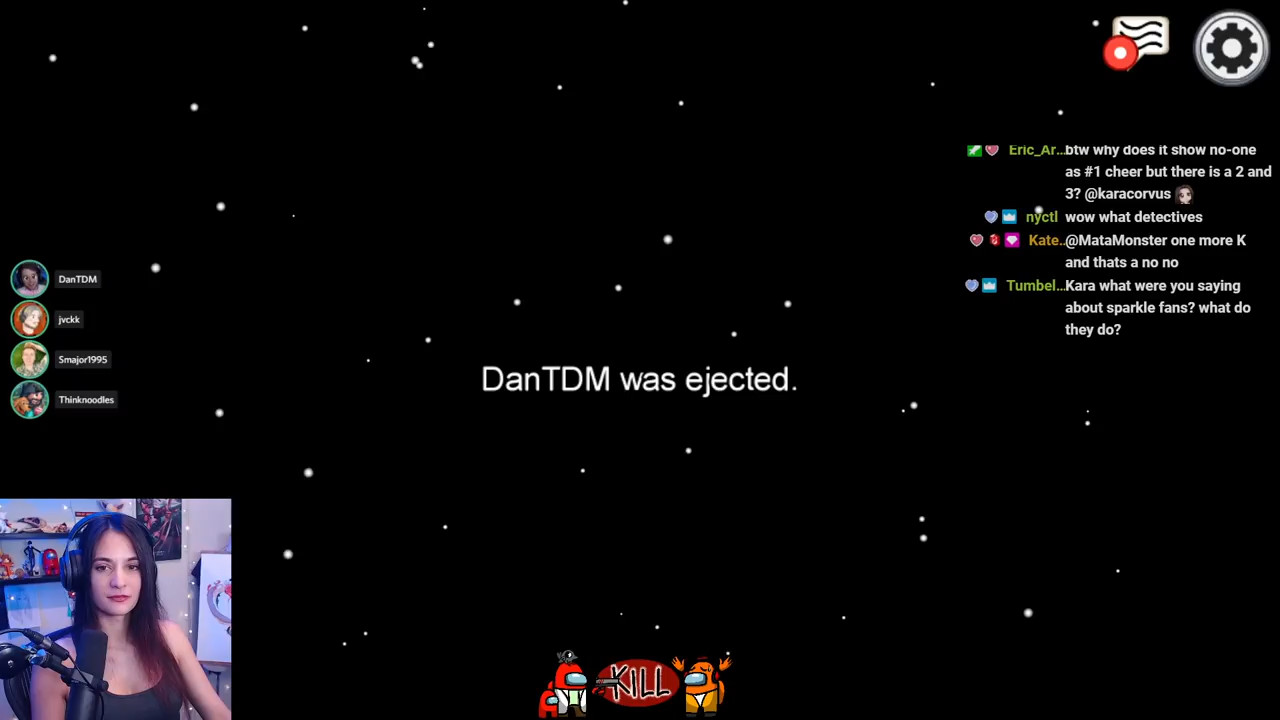 Eric_Ar... btw why does it show no-one
as #1 cheer but there is a 2 and
3? @karacorvus
nyctl wow what detectives
Kate... @MataMonster one more K
and thats a no no
Tumbel... Kara what were you saying
about sparkle fans? what do
they do?
DanTDM
jvckk
Smajor1995
Thinknoodles
DanTDM was ejected.
KILL